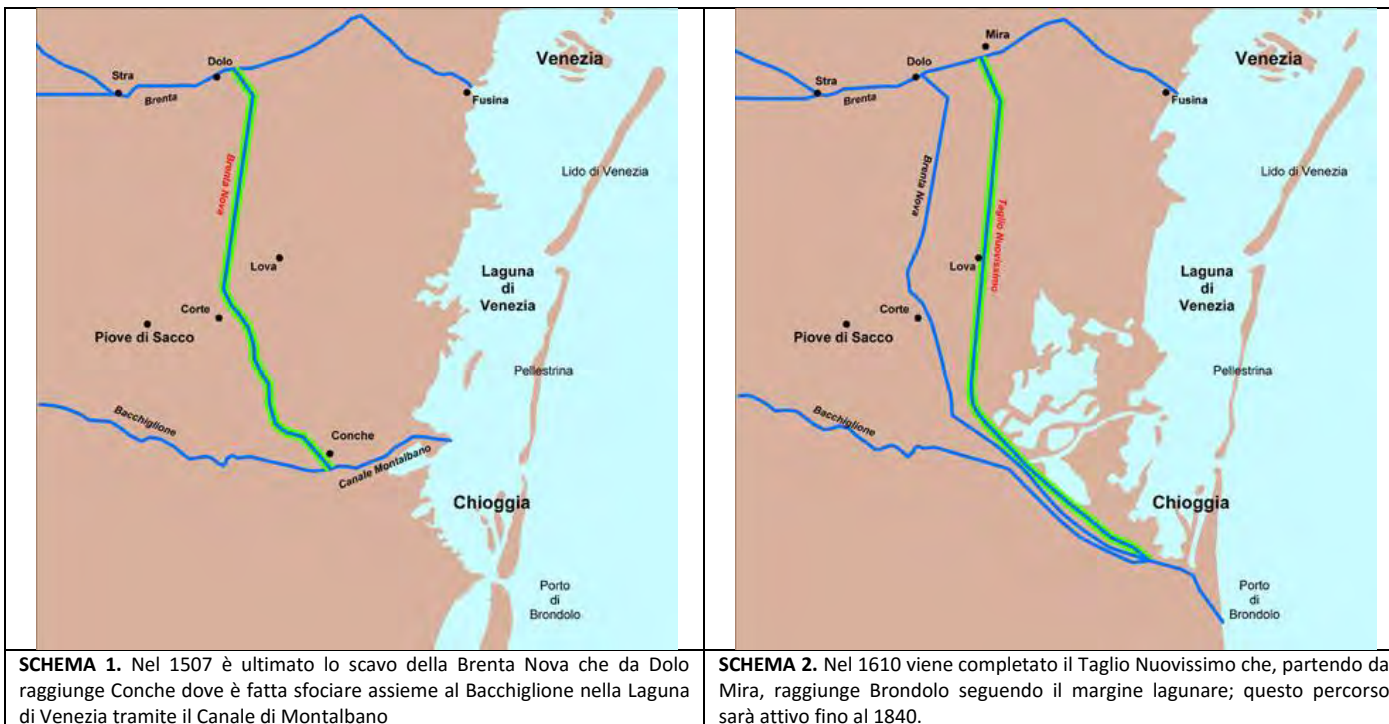 Venezia
Dolo
Stra
Brenta
Fusina
Brenta Nova
Lido di Venezia
Lova
Laguna
di
Venezia
Corte
Piove di Sacco
Pellestrina
Bacchiglione
Conche
Canale Montalbano
Chioggia
Porto
di
Brondolo
SCHEMA 1. Nel 1507 è ultimato lo scavo della Brenta Nova che da Dolo
raggiunge Conche dove è fatta sfociare assieme al Bacchiglione nella Laguna
di Venezia tramite il Canale di Montalbano
Mira
Venezia
Dolo
Stra
Brenta
Fusina
Brenta Nova
Lido di Venezia
Taglio Nuovissimo
Lova
Laguna
di
Venezia
Corte
Piove di Sacco
Pellestrina
Bacchiglione
Chioggia
Porto
di
Brondolo
SCHEMA 2. Nel 1610 viene completato il Taglio Nuovissimo che, partendo da
Mira, raggiunge Brondolo seguendo il margine lagunare; questo percorso
sarà attivo fino al 1840.